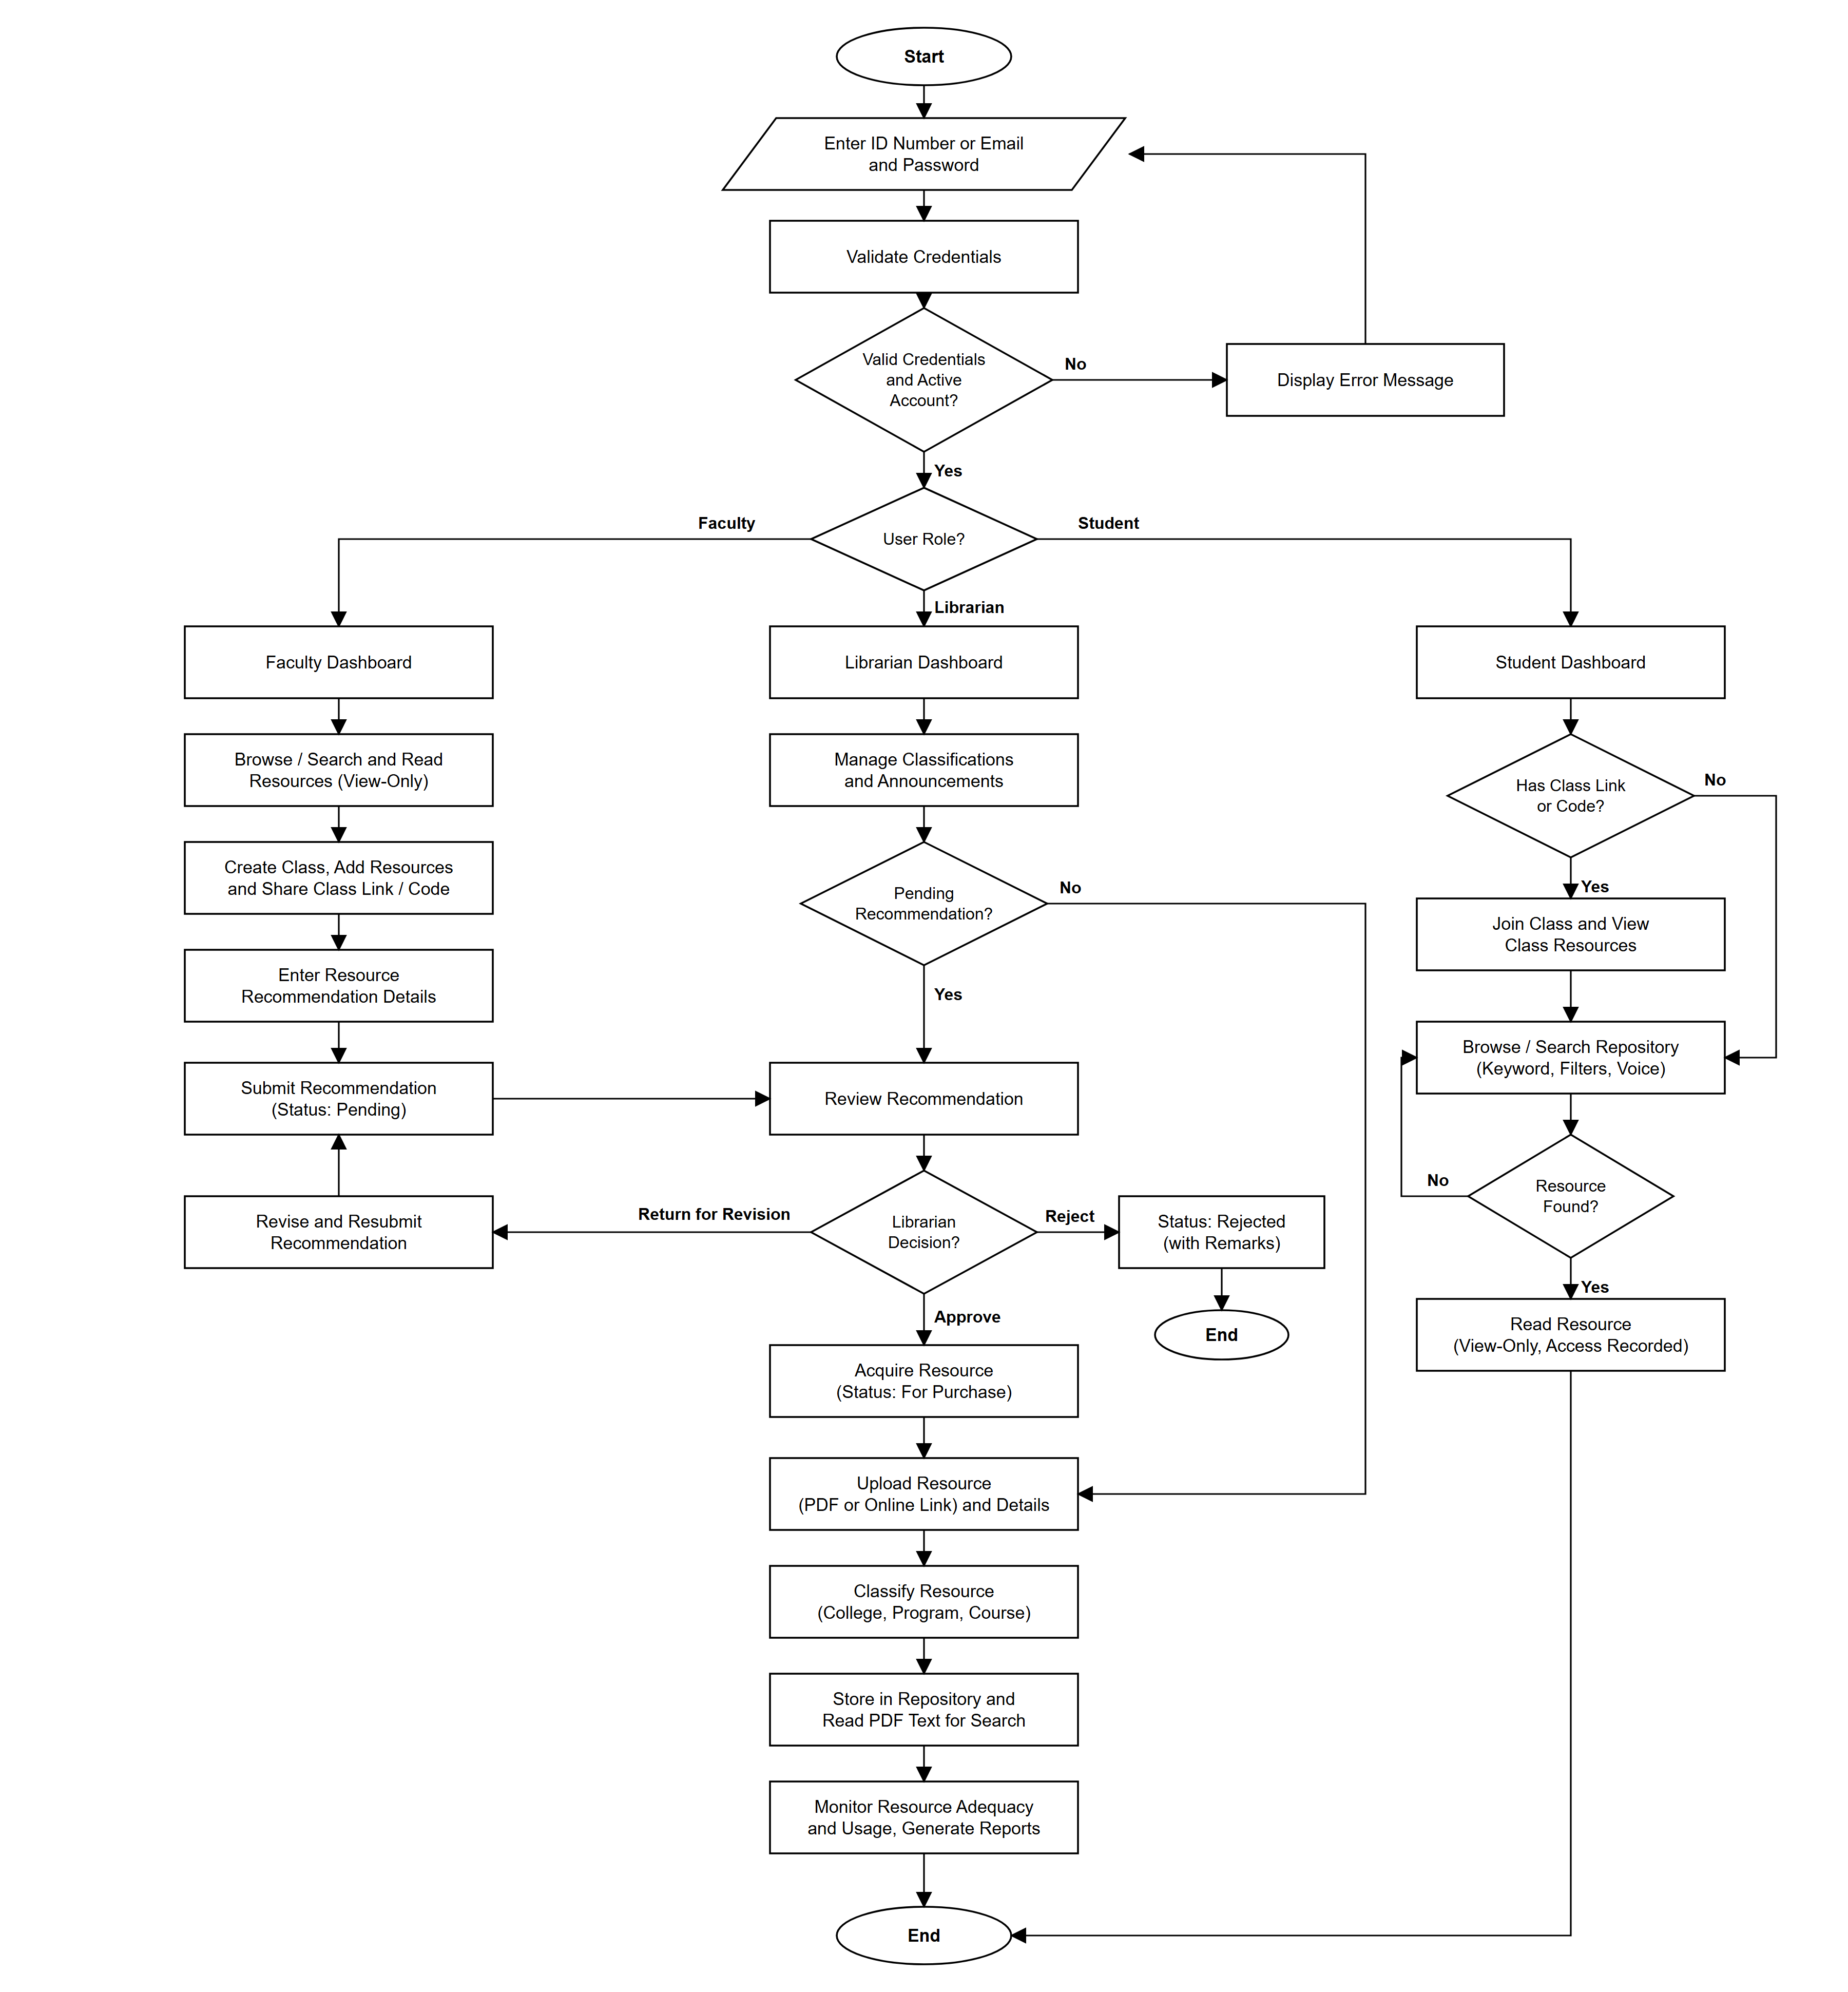 Start
Enter ID Number or Email
and Password
Validate Credentials
Valid Credentials
and Active
Account?
No
Display Error Message
Yes
User Role?
Faculty
Student
Librarian
Faculty Dashboard
Librarian Dashboard
Student Dashboard
Browse / Search and Read
Resources (View-Only)
Manage Classifications
and Announcements
Has Class Link
or Code?
No
Create Class, Add Resources
and Share Class Link / Code
Pending
Recommendation?
No
Yes
Join Class and View
Class Resources
Enter Resource
Recommendation Details
Yes
Browse / Search Repository
(Keyword, Filters, Voice)
Submit Recommendation
(Status: Pending)
Review Recommendation
No
Resource
Found?
Revise and Resubmit
Recommendation
Return for Revision
Librarian
Decision?
Reject
Status: Rejected
(with Remarks)
Yes
Approve
End
Read Resource
(View-Only, Access Recorded)
Acquire Resource
(Status: For Purchase)
Upload Resource
(PDF or Online Link) and Details
Classify Resource
(College, Program, Course)
Store in Repository and
Read PDF Text for Search
Monitor Resource Adequacy
and Usage, Generate Reports
End